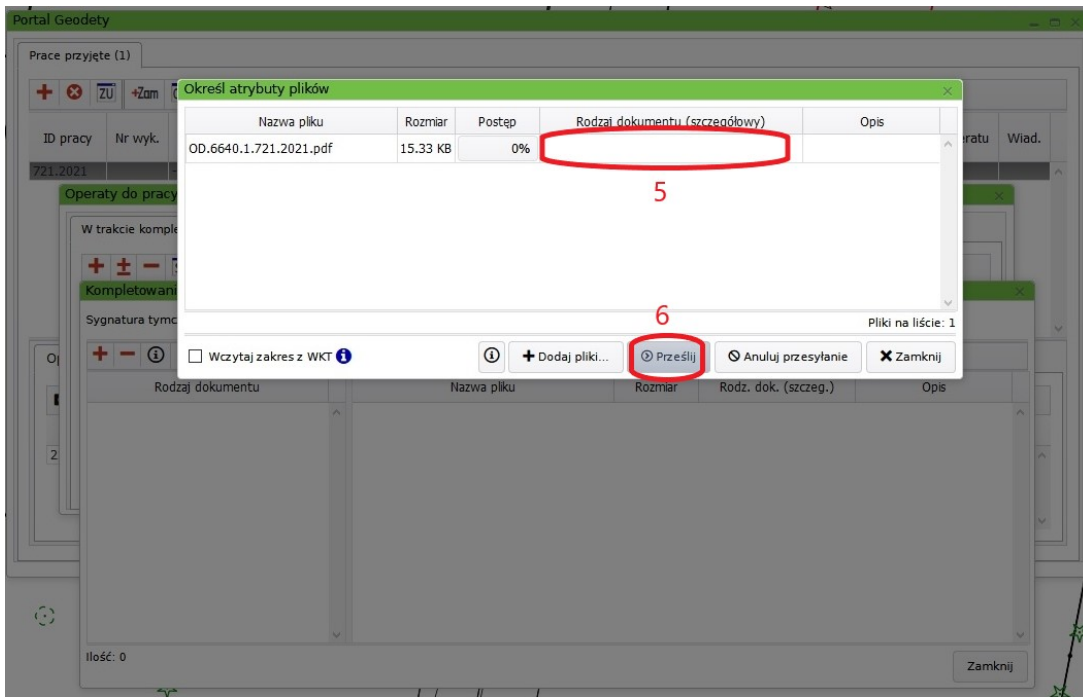 Portal Geodety
Prace przyjęte (1)
ZU +Zam
Określ atrybuty plików
Nazwa pliku Rozmiar Postęp Rodzaj dokumentu (szczegółowy) Opis
ID pracy Nr wyk. eratu Wiad.
OD.6640.1.721.2021.pdf 15.33 KB 0%
721.2021
5
Operaty do pracy
W trakcie komple
Kompletowani
6
Sygnatura tymc
Pliki na liście: 1
Wczytaj zakres z WKT + Dodaj pliki... Prześlij Anuluj przesyłanie Zamknij
Rodzaj dokumentu Nazwa pliku Rozmiar Rodz. dok. (szczeg.) Opis
2
Ilość: 0
Zamknij